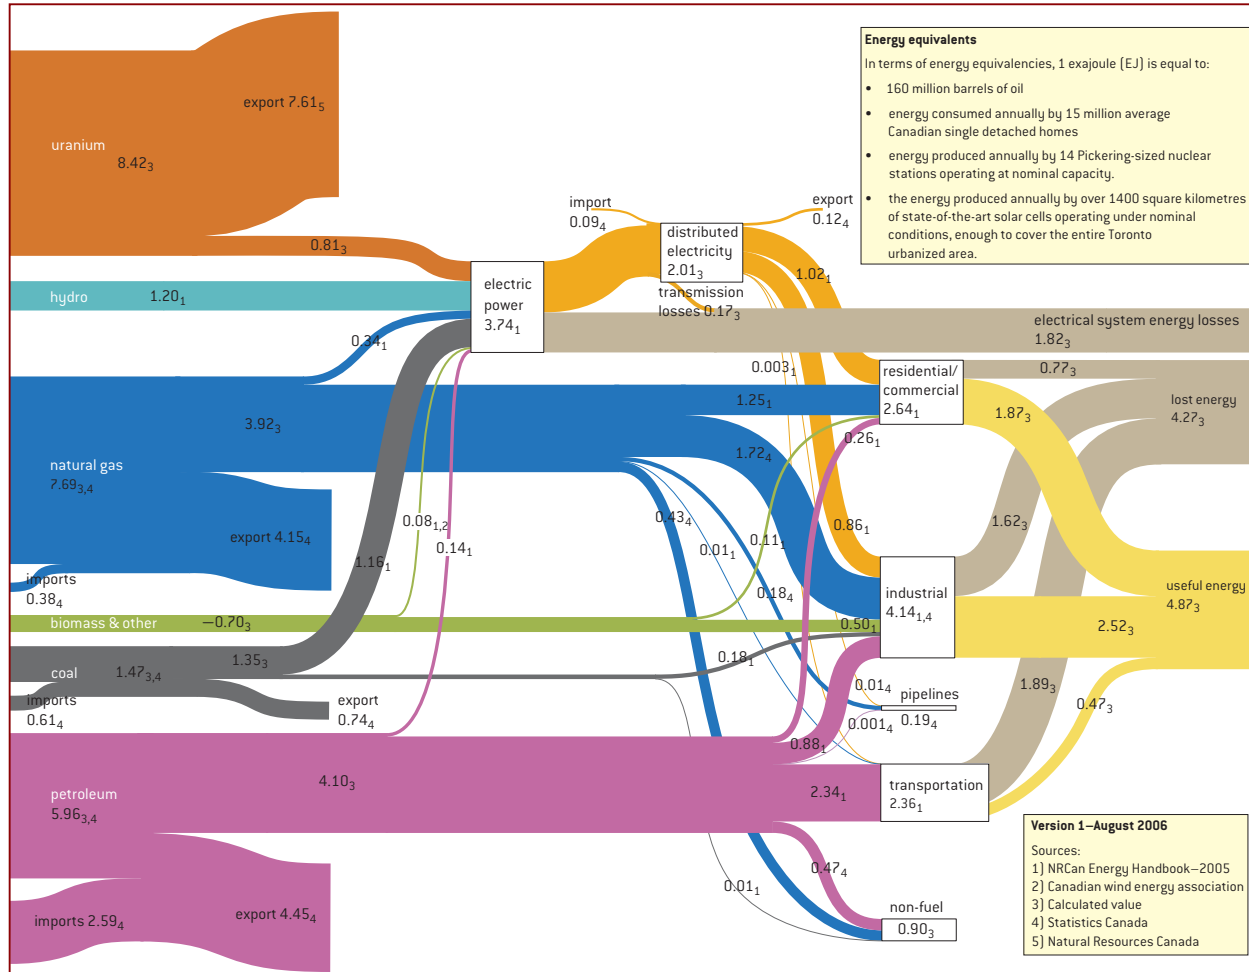 Energy equivalents
In terms of energy equivalencies, 1 exajoule (EJ) is equal to:
• 160 million barrels of oil
• energy consumed annually by 15 million average
Canadian single detached homes
• energy produced annually by 14 Pickering-sized nuclear
stations operating at nominal capacity.
• the energy produced annually by over 1400 square kilometres
of state-of-the-art solar cells operating under nominal
conditions, enough to cover the entire Toronto
urbanized area.
export 7.61₅
uranium
8.42₃
0.81₃
hydro
1.20₁
0.34₁
3.92₃
natural gas
7.69₃,₄
export 4.15₄
imports
0.38₄
biomass & other
—0.70₃
0.08₁,₂
0.14₁
1.16₁
coal
1.47₃,₄
1.35₃
imports
0.61₄
export
0.74₄
petroleum
5.96₃,₄
4.10₃
imports 2.59₄
export 4.45₄
electric
power
3.74₁
import
0.09₄
distributed
electricity
2.01₃
export
0.12₄
transmission
losses 0.17₃
1.02₁
electrical system energy losses
1.82₃
0.003₁
residential/
commercial
2.64₁
0.77₃
1.87₃
lost energy
4.27₃
1.25₁
1.72₄
0.26₁
0.43₄
0.01₁
0.11₁
0.18₄
0.86₁
1.62₃
industrial
4.14₁,₄
0.50₁
0.18₁
2.52₃
useful energy
4.87₃
1.89₃
0.47₃
0.01₄
pipelines
0.001₄
0.19₄
0.88₁
2.34₁
transportation
2.36₁
0.47₄
0.01₁
non-fuel
0.90₃
Version 1—August 2006
Sources:
1) NRCan Energy Handbook—2005
2) Canadian wind energy association
3) Calculated value
4) Statistics Canada
5) Natural Resources Canada